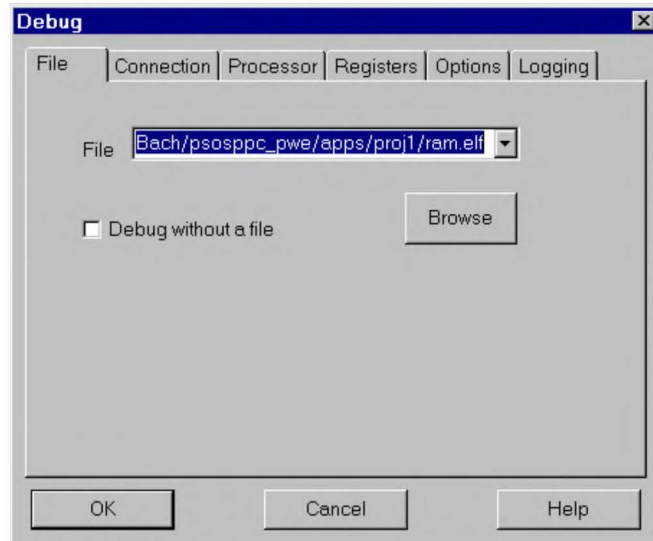 Debug
File Connection Processor Registers Options Logging
File Bach/psosppc_pwe/apps/proj1/ram.elf
Browse
Debug without a file
OK Cancel Help